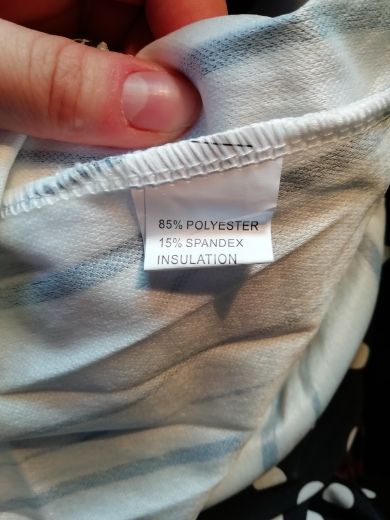 85% POLYESTER
15% SPANDEX
INSULATION